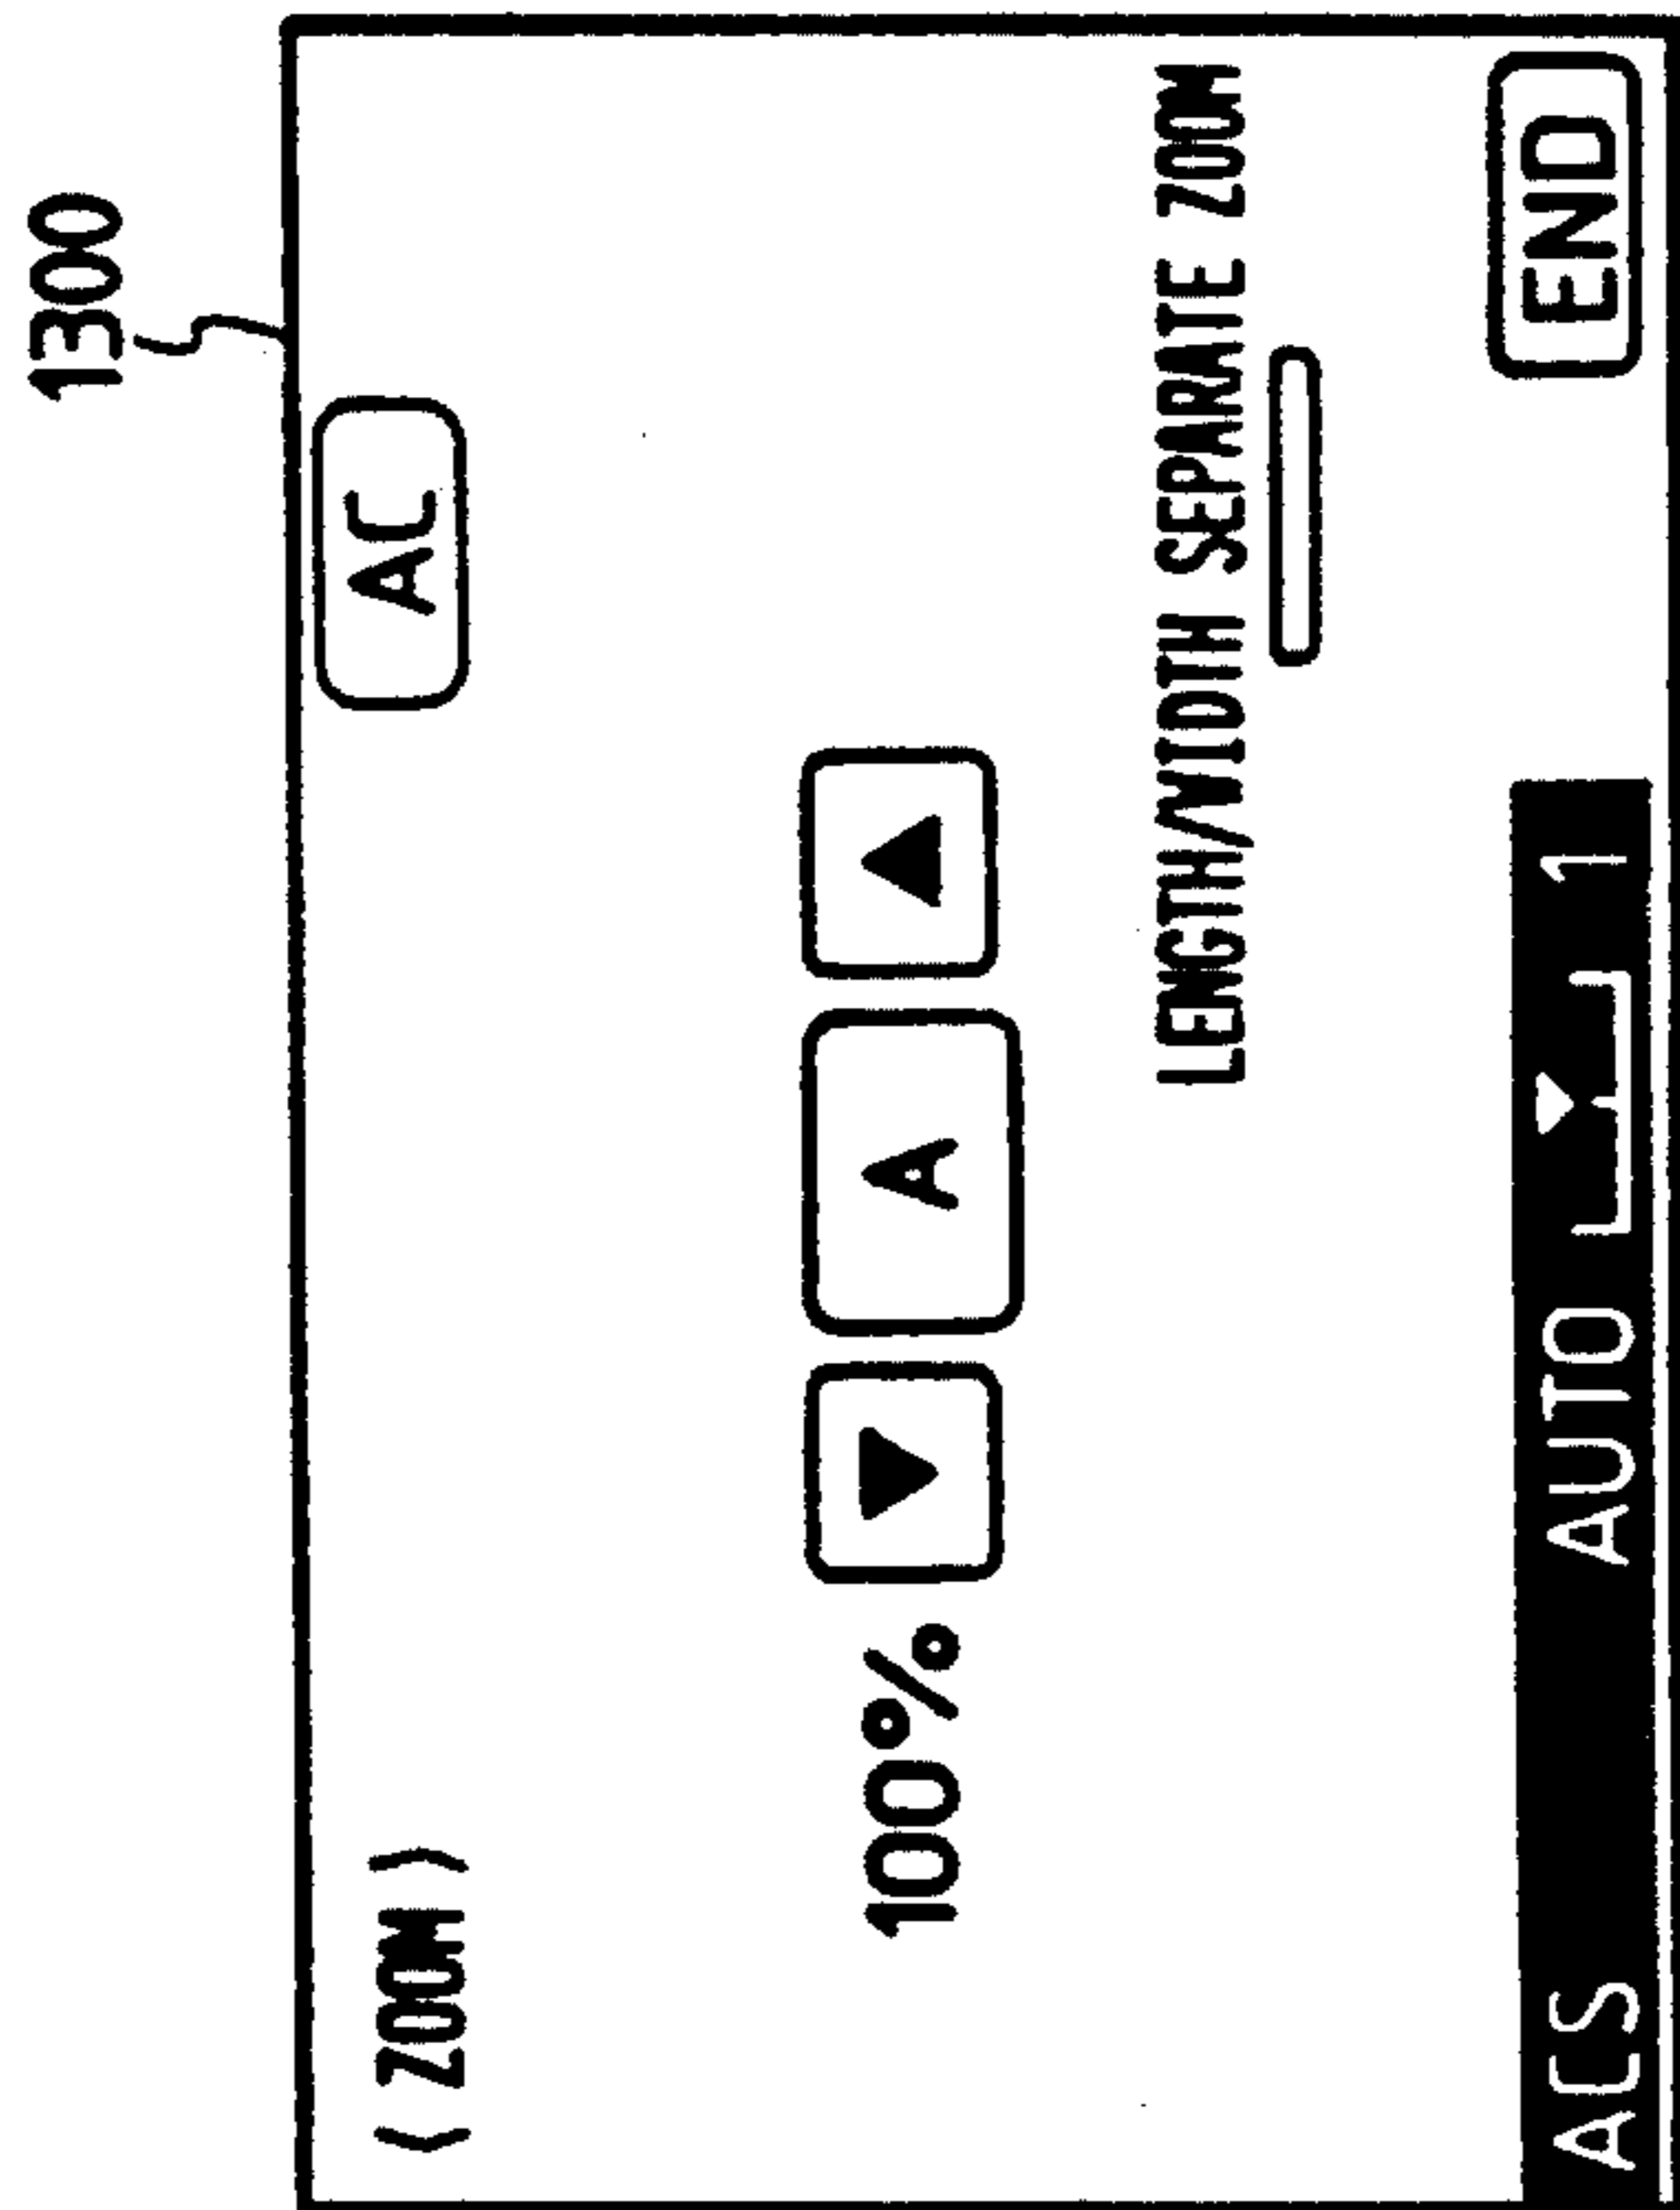 1300
( ZOOM )
AC
100% ▼ A ▲
LENGTH/WIDTH SEPARATE ZOOM
ACS AUTO 1
END